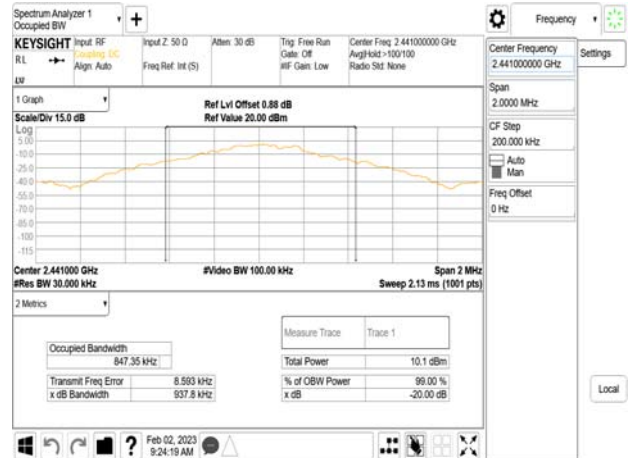 Spectrum Analyzer 1
Occupied BW
Frequency
KEYSIGHT
Input: RF
Coupling: DC
Align: Auto
Input Z: 50 Ω
Freq Ref: Int (S)
Atten: 30 dB
Trig: Free Run
Gate: Off
#IF Gain: Low
Center Freq: 2.441000000 GHz
Avg|Hold:>100/100
Radio Std: None
RL
Center Frequency
2.441000000 GHz
Settings
Span
2.0000 MHz
CF Step
200.000 kHz
Auto
Man
Freq Offset
0 Hz
1 Graph
Scale/Div 15.0 dB
Ref Lvl Offset 0.88 dB
Ref Value 20.00 dBm
Log
5.00
-10.0
-25.0
-40.0
-55.0
-70.0
-85.0
-100
-115
Center 2.441000 GHz
#Res BW 30.000 kHz
#Video BW 100.00 kHz
Span 2 MHz
Sweep 2.13 ms (1001 pts)
2 Metrics
Measure Trace
Trace 1
Occupied Bandwidth
847.35 kHz
Total Power
10.1 dBm
Transmit Freq Error
8.593 kHz
% of OBW Power
99.00 %
x dB Bandwidth
937.8 kHz
x dB
-20.00 dB
Local
Feb 02, 2023
9:24:19 AM